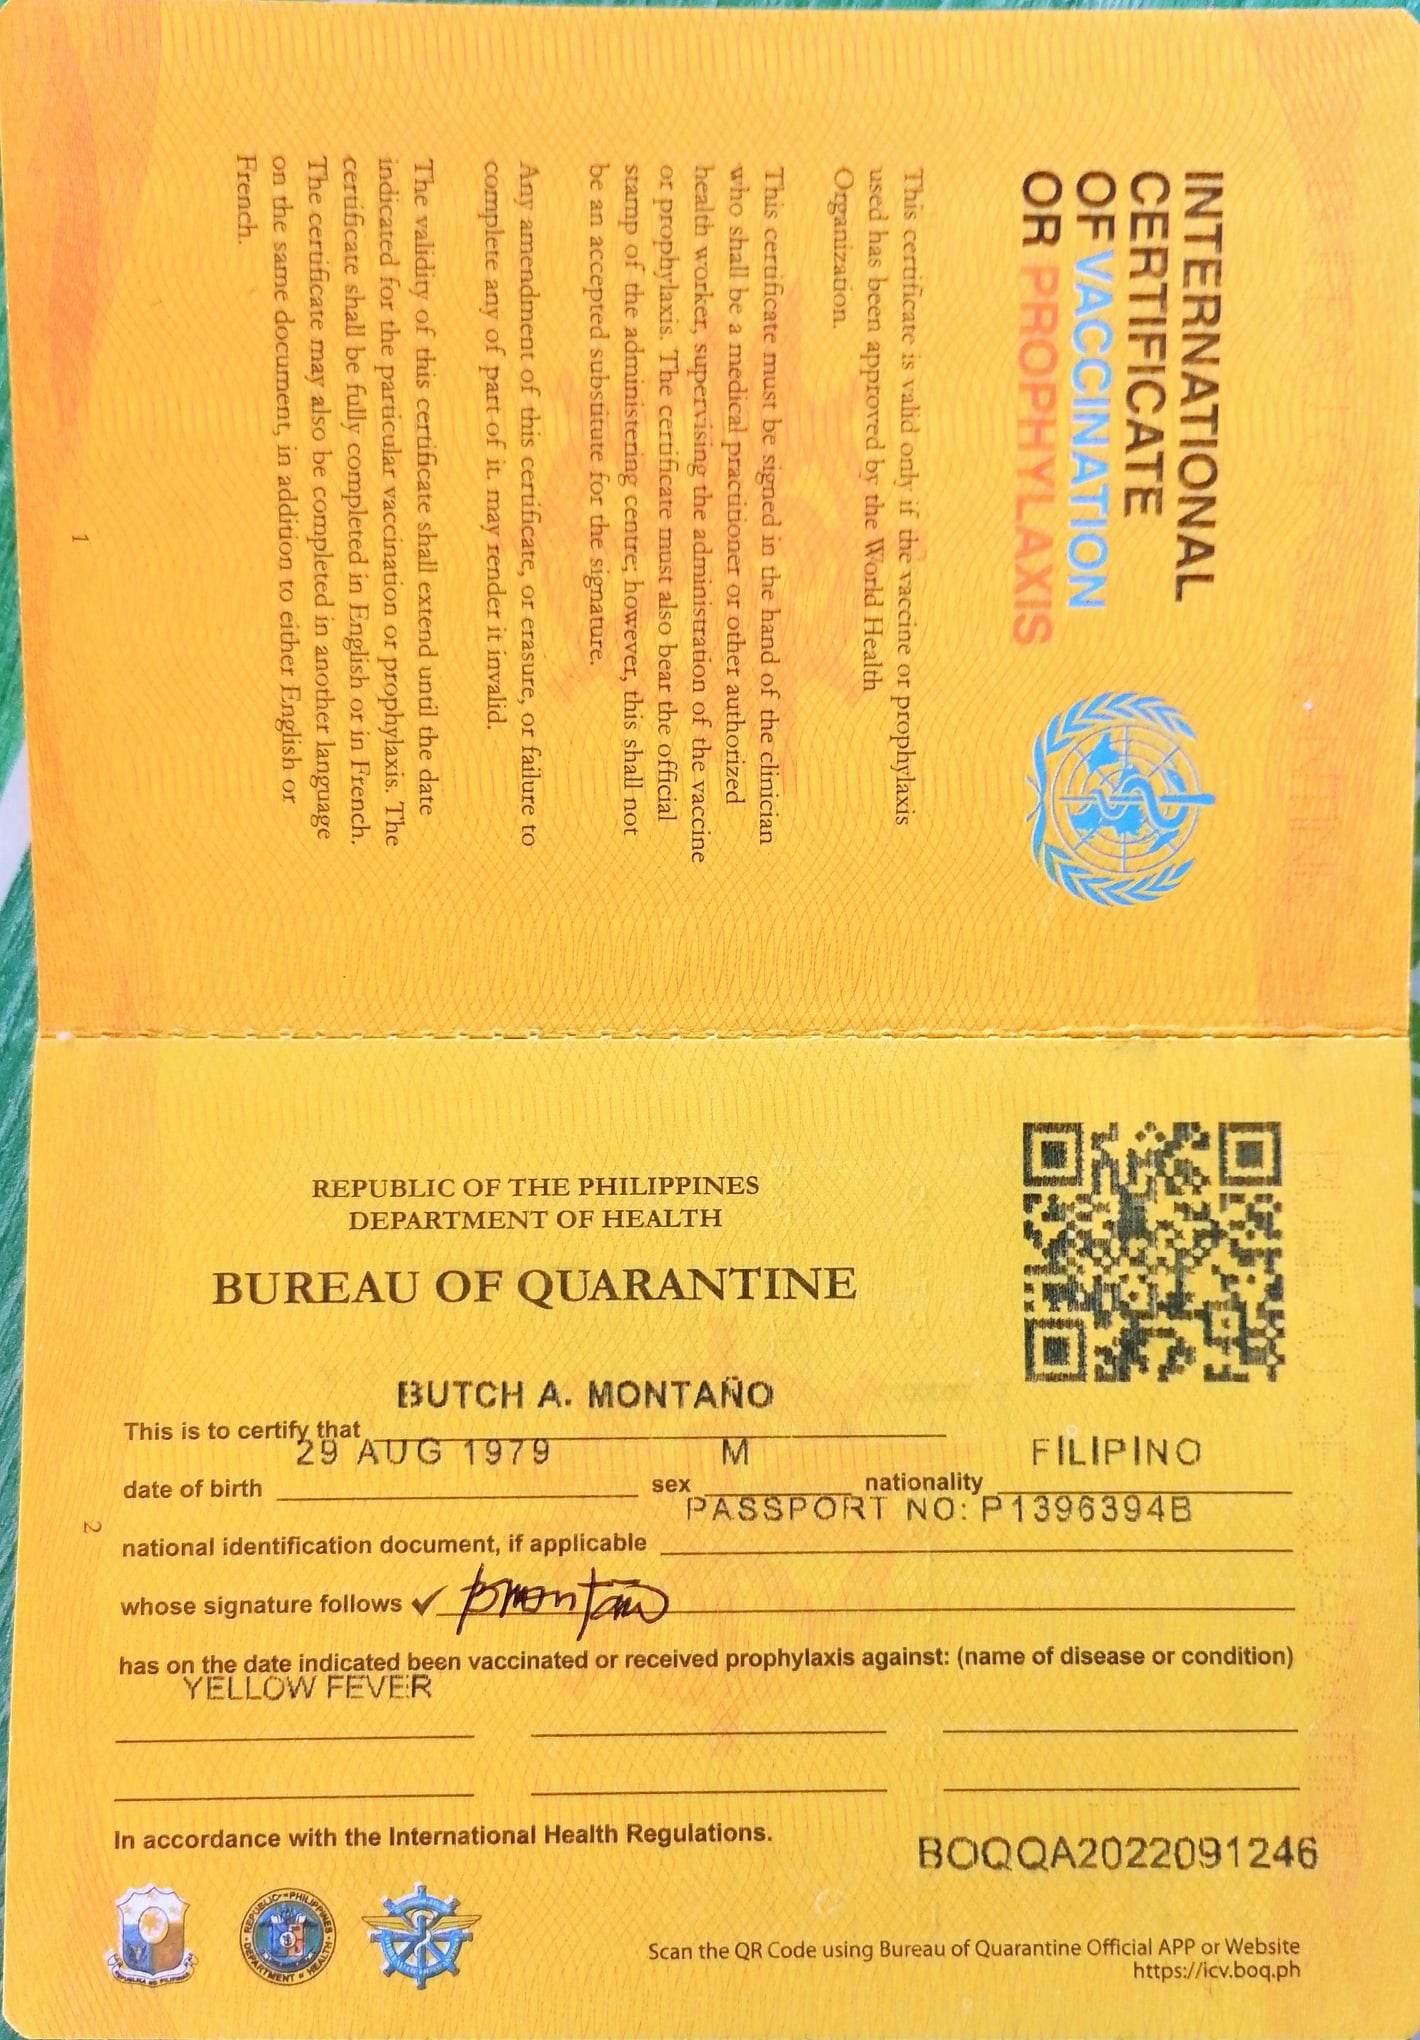 INTERNATIONAL
CERTIFICATE
OF VACCINATION
OR PROPHYLAXIS
This certificate is valid only if the vaccine or prophylaxis
used has been approved by the World Health
Organization.
This certificate must be signed in the hand of the clinician
who shall be a medical practitioner or other authorized
health worker, supervising the administration of the vaccine
or prophylaxis. The certificate must also bear the official
stamp of the administering centre; however, this shall not
be an accepted substitute for the signature.
Any amendment of this certificate, or erasure, or failure to
complete any of part of it. may render it invalid.
The validity of this certificate shall extend until the date
indicated for the particular vaccination or prophylaxis. The
certificate shall be fully completed in English or in French.
The certificate may also be completed in another language
on the same document, in addition to either English or
French.
1
REPUBLIC OF THE PHILIPPINES
DEPARTMENT OF HEALTH
BUREAU OF QUARANTINE
BUTCH A. MONTAÑO
This is to certify that
29 AUG 1979 M FILIPINO
date of birth sex nationality
PASSPORT NO: P1396394B
national identification document, if applicable
whose signature follows ✓ bmontaño
has on the date indicated been vaccinated or received prophylaxis against: (name of disease or condition)
YELLOW FEVER
In accordance with the International Health Regulations.
BOQQA2022091246
REPUBLIC OF PHILIPPINES
DEPARTMENT OF HEALTH
Scan the QR Code using Bureau of Quarantine Official APP or Website
https://icv.boq.ph
2